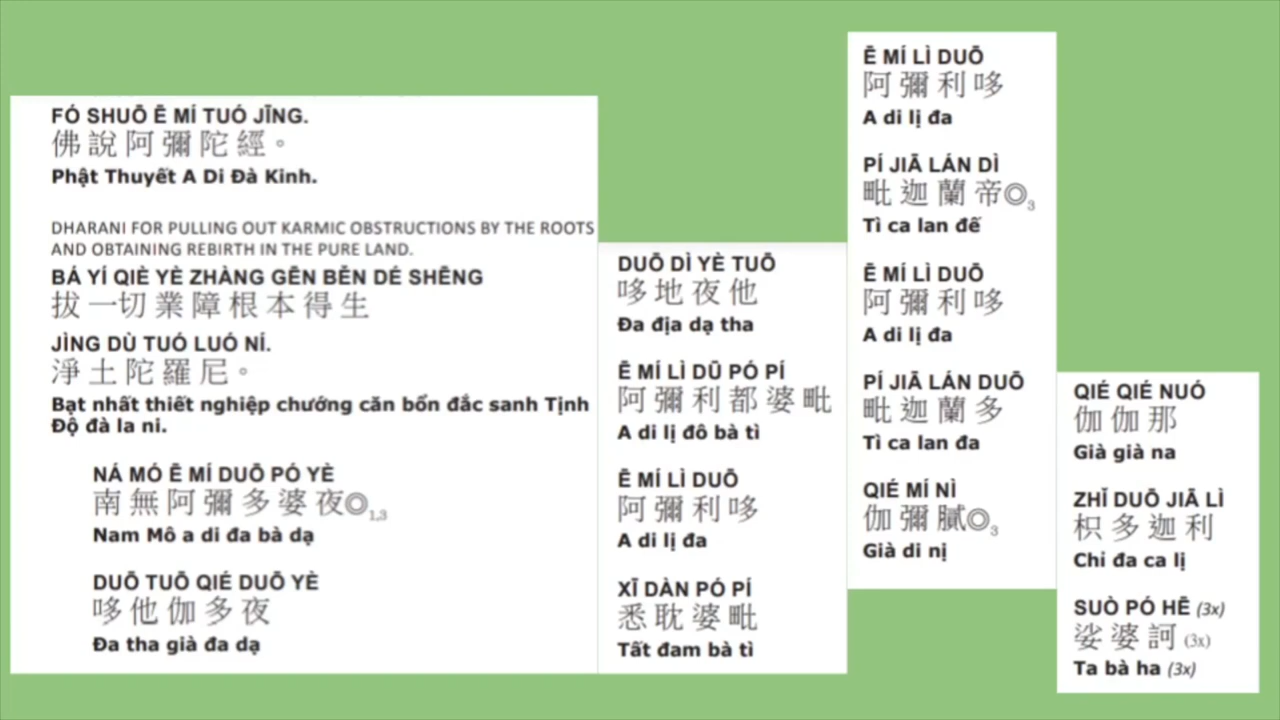 FÓ SHUŌ Ē MÍ TUÓ JĪNG.
佛說阿彌陀經。
Phật Thuyết A Di Đà Kinh.
DHARANI FOR PULLING OUT KARMIC OBSTRUCTIONS BY THE ROOTS
AND OBTAINING REBIRTH IN THE PURE LAND.
BÁ YÍ QIÈ YÈ ZHÀNG GĒN BĔN DÉ SHĒNG
拔一切業障根本得生
JÌNG DÙ TUÓ LUÓ NÍ.
淨土陀羅尼。
Bạt nhất thiết nghiệp chướng căn bổn đắc sanh Tịnh
Độ đà la ni.
NÁ MÓ Ē MÍ DUŌ PÓ YÈ
南無阿彌多婆夜◎1,3
Nam Mô a di đa bà dạ
DUŌ TUŌ QIÉ DUŌ YÈ
哆他伽多夜
Đa tha già đa dạ
DUŌ DÌ YÈ TUŌ
哆地夜他
Đa địa dạ tha
Ē MÍ LÌ DŪ PÓ PÍ
阿彌利都婆毗
A di lị đô bà tì
Ē MÍ LÌ DUŌ
阿彌利哆
A di lị đa
XĪ DÀN PÓ PÍ
悉耽婆毗
Tất đam bà tì
Ē MÍ LÌ DUŌ
阿彌利哆
A di lị đa
PÍ JIĀ LÁN DÌ
毗迦蘭帝◎3
Tì ca lan đế
Ē MÍ LÌ DUŌ
阿彌利哆
A di lị đa
PÍ JIĀ LÁN DUŌ
毗迦蘭多
Tì ca lan đa
QIÉ MÍ NÌ
伽彌膩◎3
Già di nị
QIÉ QIÉ NUÓ
伽伽那
Già già na
ZHĬ DUŌ JIĀ LÌ
枳多迦利
Chỉ đa ca lị
SUÒ PÓ HĒ (3x)
娑婆訶 (3x)
Ta bà ha (3x)